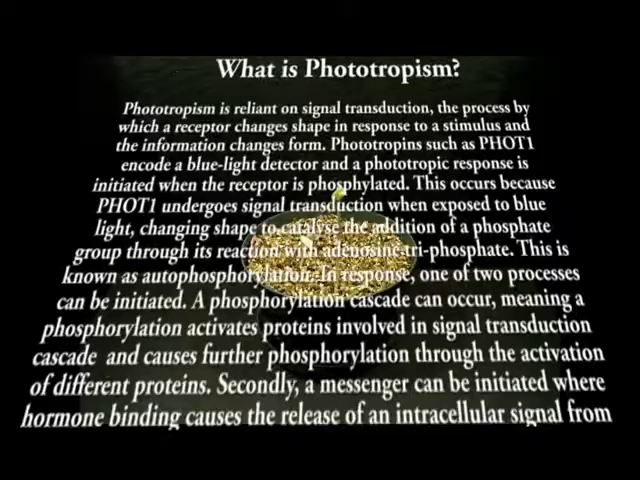 What is Phototropism?
Phototropism is reliant on signal transduction, the process by
which a receptor changes shape in response to a stimulus and
the information changes form. Phototropins such as PHOT1
encode a blue-light detector and a phototropic response is
initiated when the receptor is phosphylated. This occurs because
PHOT1 undergoes signal transduction when exposed to blue
light, changing shape to catalyse the addition of a phosphate
group through its reaction with adenosine-tri-phosphate. This is
known as autophosphorylation. In response, one of two processes
can be initiated. A phosphorylation cascade can occur, meaning a
phosphorylation activates proteins involved in signal transduction
cascade and causes further phosphorylation through the activation
of different proteins. Secondly, a messenger can be initiated where
hormone binding causes the release of an intracellular signal from